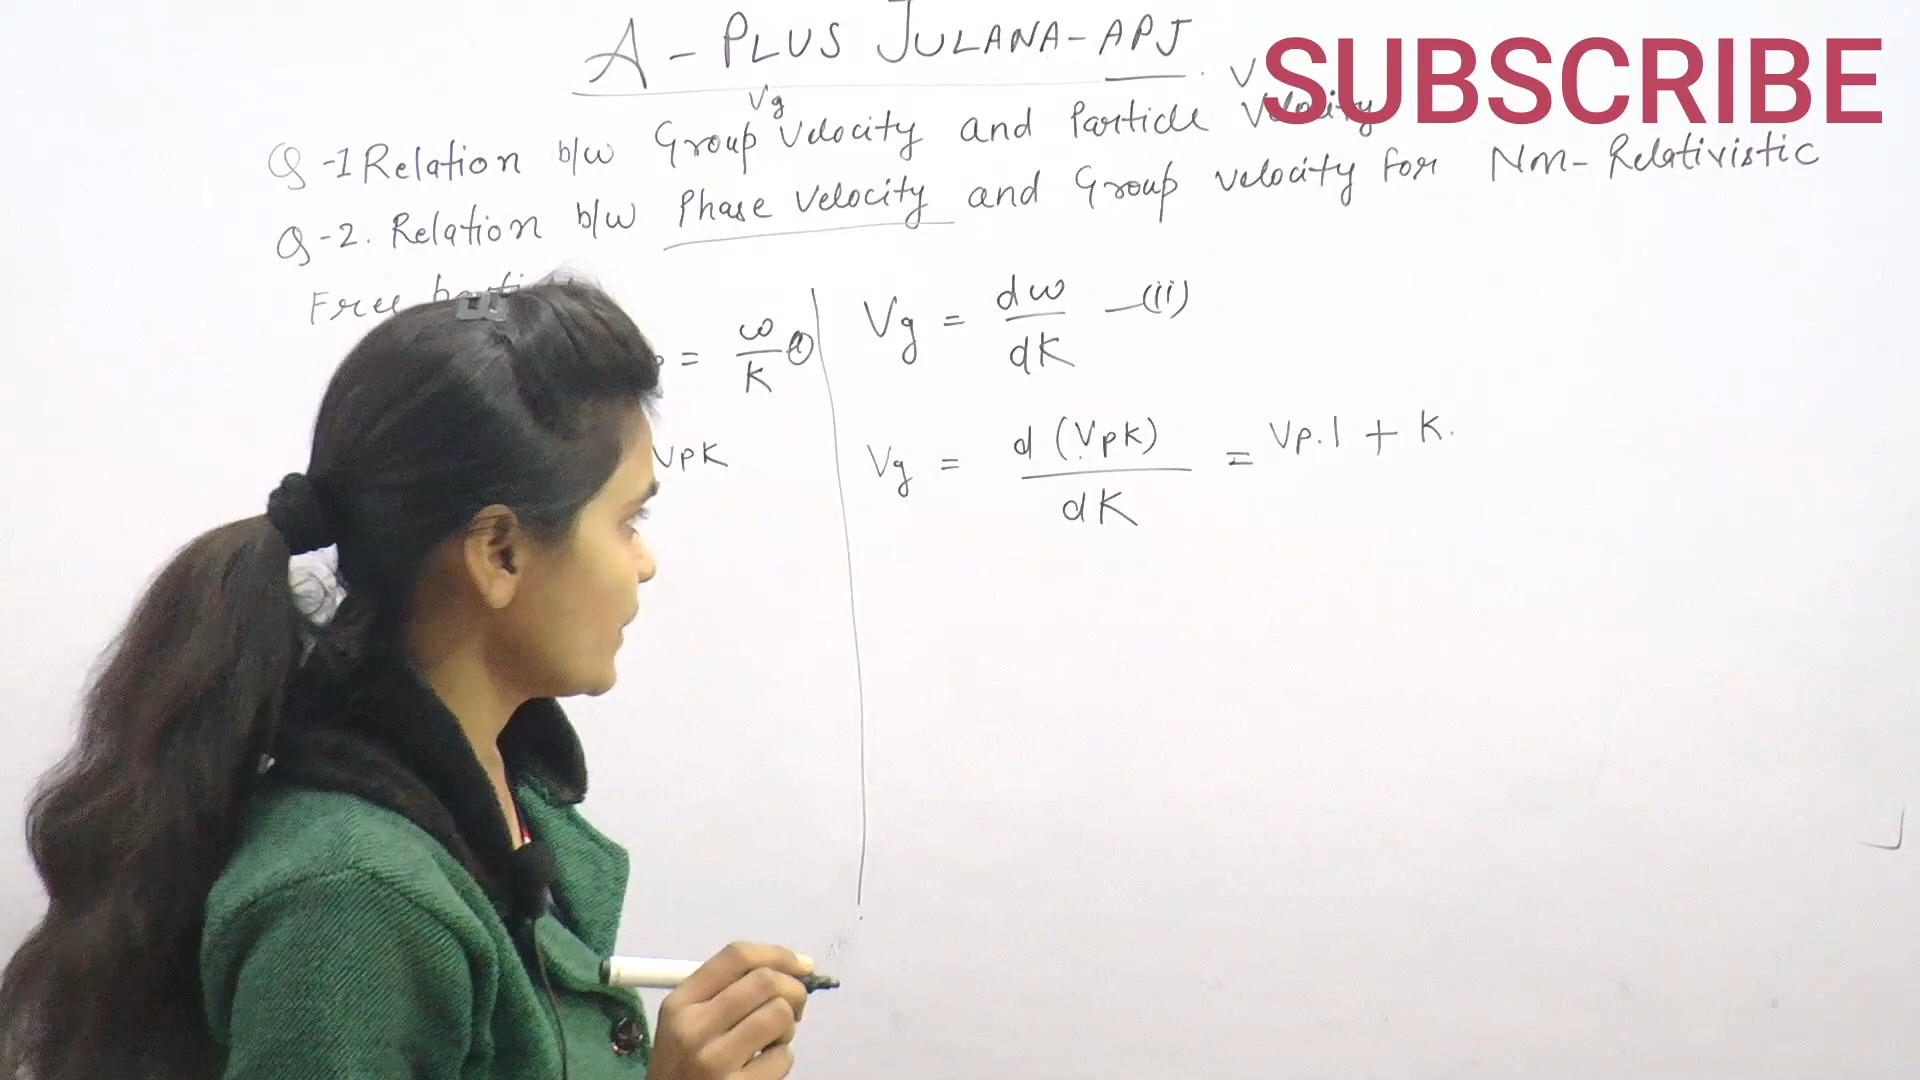 A - PLUS JULANA - APJ
V
SUBSCRIBE
Vg
Q-1 Relation b/w Group Velocity and Particle Velocity
Q-2. Relation b/w Phase Velocity and Group velocity for Non-Relativistic
Free
= ω/k ①
Vg = dω/dK —(ii)
VpK
Vg = d(VpK)/dK = Vp.1 + K.